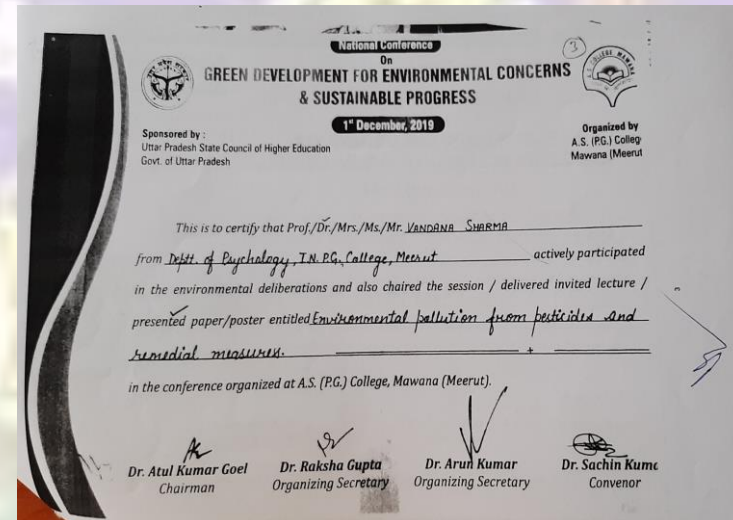 National Conference
On
GREEN DEVELOPMENT FOR ENVIRONMENTAL CONCERNS
& SUSTAINABLE PROGRESS
1st December, 2019
3
A.S. COLLEGE MAWANA
Sponsored by :
Uttar Pradesh State Council of Higher Education
Govt. of Uttar Pradesh
Organized by
A.S. (P.G.) Colleg
Mawana (Meerut
This is to certify that Prof./Dr./Mrs./Ms./Mr. VANDANA SHARMA
from Deptt. of Psychology, I.N. P.G. College, Meerut actively participated
in the environmental deliberations and also chaired the session / delivered invited lecture /
presented paper/poster entitled Environmental pollution from pesticides and
remedial measures.
in the conference organized at A.S. (P.G.) College, Mawana (Meerut).
Dr. Atul Kumar Goel
Chairman
Dr. Raksha Gupta
Organizing Secretary
Dr. Arun Kumar
Organizing Secretary
Dr. Sachin Kuma
Convenor